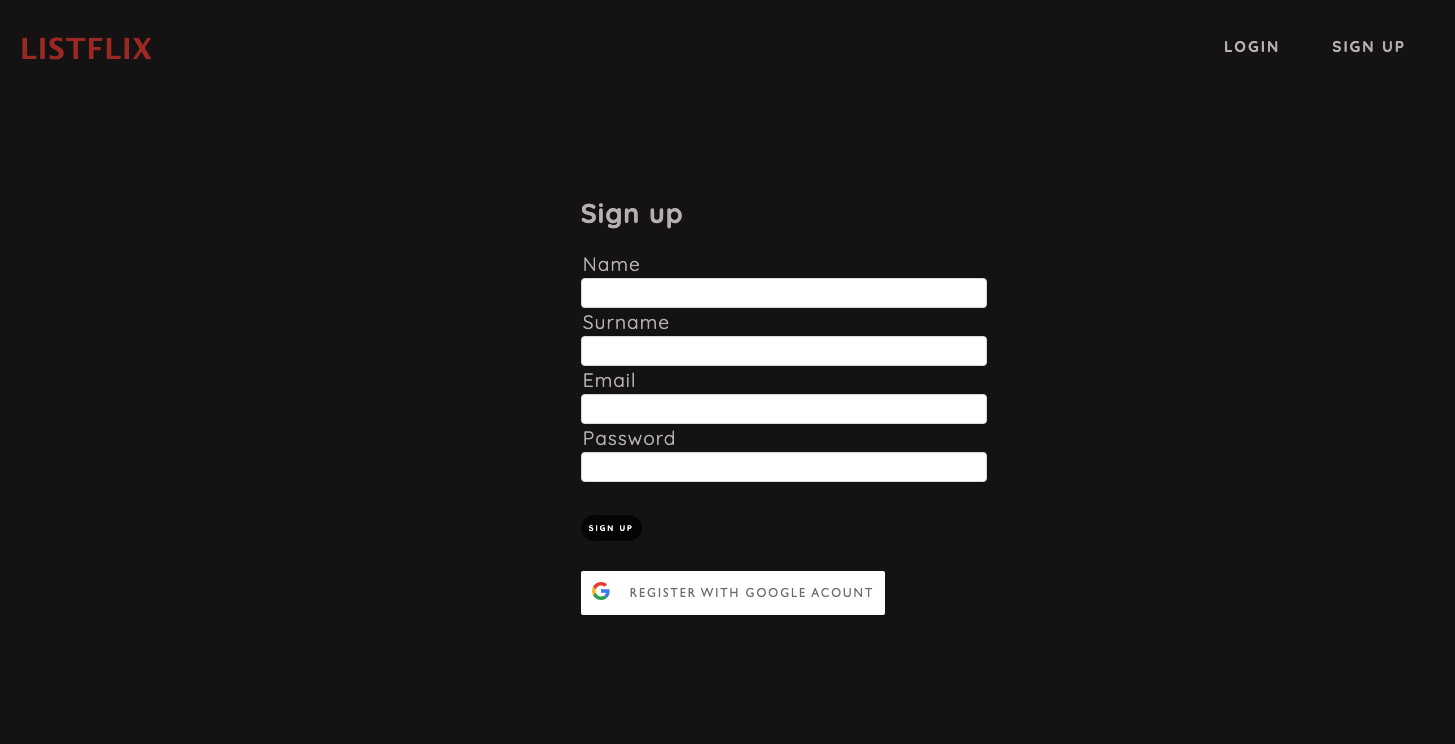 LISTFLIX
LOGIN SIGN UP
Sign up
Name
Surname
Email
Password
SIGN UP
REGISTER WITH GOOGLE ACOUNT